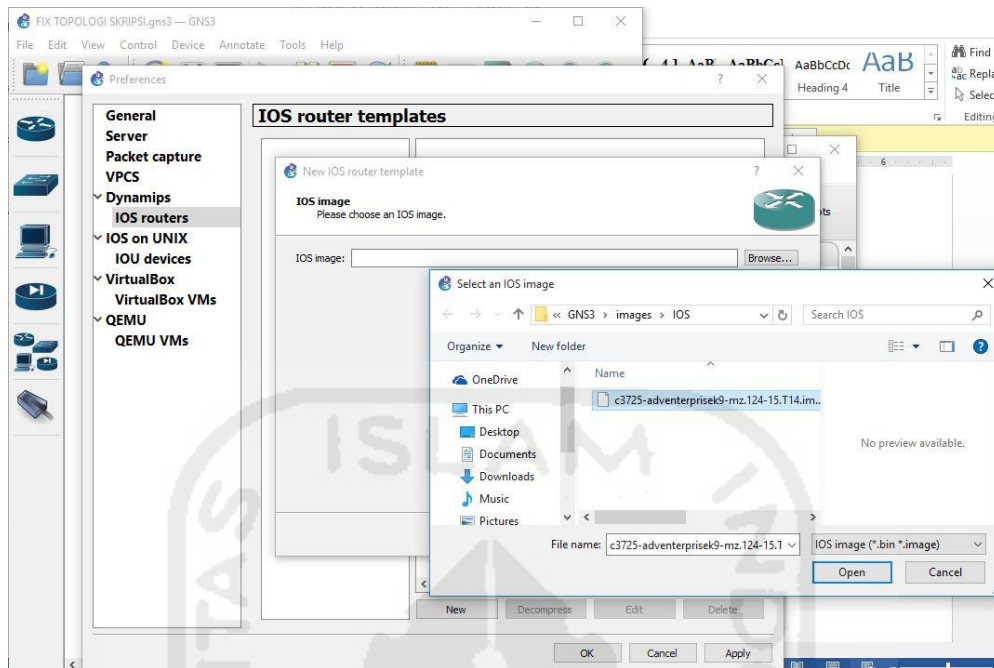 FIX TOPOLOGI SKRIPSI.gns3 — GNS3
File Edit View Control Device Annotate Tools Help
AaBbCcDc AaB
Heading 4 Title
Find
Repla
Selec
Editing
6
Preferences
General
Server
Packet capture
VPCS
Dynamips
IOS routers
IOS on UNIX
IOU devices
VirtualBox
VirtualBox VMs
QEMU
QEMU VMs
IOS router templates
New IOS router template
IOS image
Please choose an IOS image.
IOS image:
Browse...
Select an IOS image
« GNS3 › images › IOS
Search IOS
Organize
New folder
OneDrive
This PC
Desktop
Documents
Downloads
Music
Pictures
Name
c3725-adventerprisek9-mz.124-15.T14.im...
No preview available.
File name: c3725-adventerprisek9-mz.124-15.1
IOS image (*.bin *.image)
Open Cancel
New Decompress Edit Delete
OK Cancel Apply
ISLAM